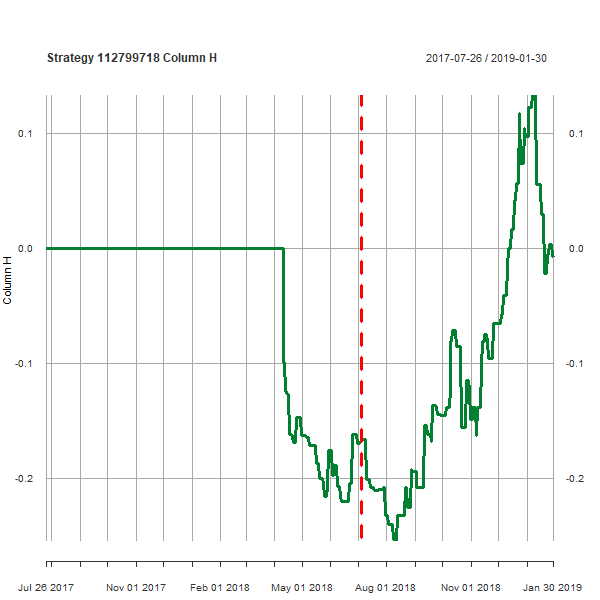 Strategy 112799718 Column H
2017-07-26 / 2019-01-30
0.1 0.1
0.0 0.0
-0.1 -0.1
-0.2 -0.2
Column H
Jul 26 2017 Nov 01 2017 Feb 01 2018 May 01 2018 Aug 01 2018 Nov 01 2018 Jan 30 2019